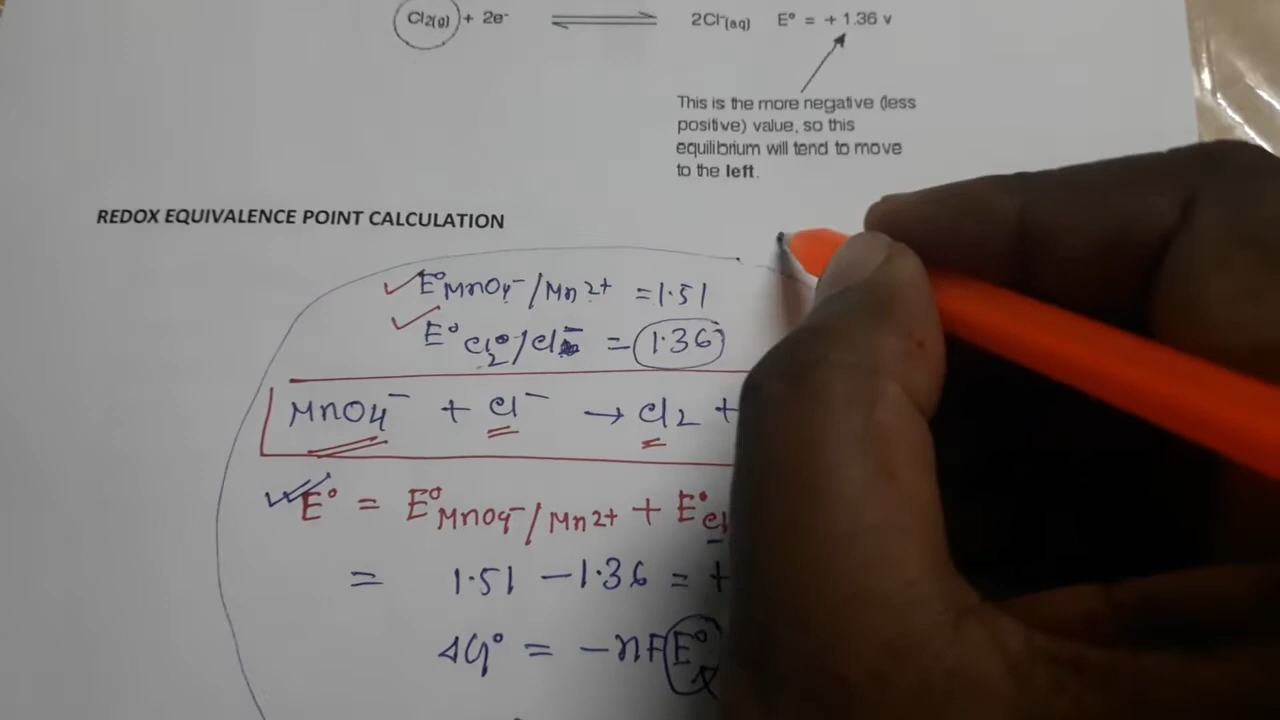 Cl2(g) + 2e- ⇌ 2Cl-(aq) E° = + 1.36 v
This is the more negative (less
positive) value, so this
equilibrium will tend to move
to the left.
REDOX EQUIVALENCE POINT CALCULATION
E°MnO4-/Mn2+ = 1.51
E°Cl2°/Cl- = 1.36
MnO4- + Cl- → Cl2 +
E° = E°MnO4-/Mn2+ + E°Cl
= 1.51 - 1.36 = +
ΔG° = -nFE°